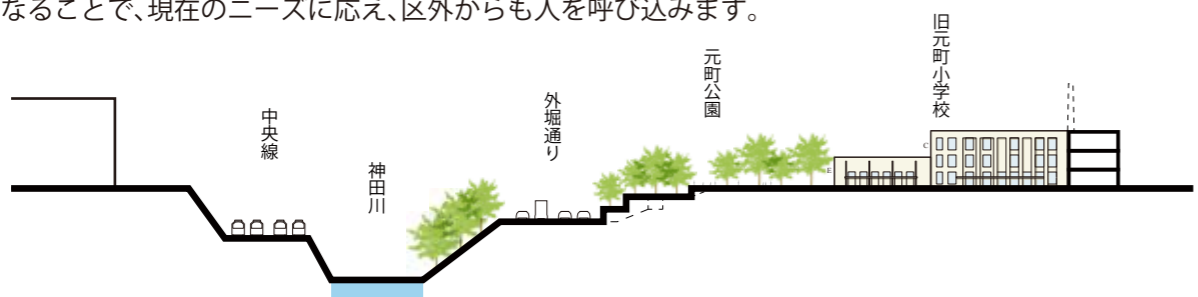 なることで、現在のニーズに応え、区外からも人を呼び込みます。
中央線
神田川
外堀通り
元町公園
旧元町小学校
C
E